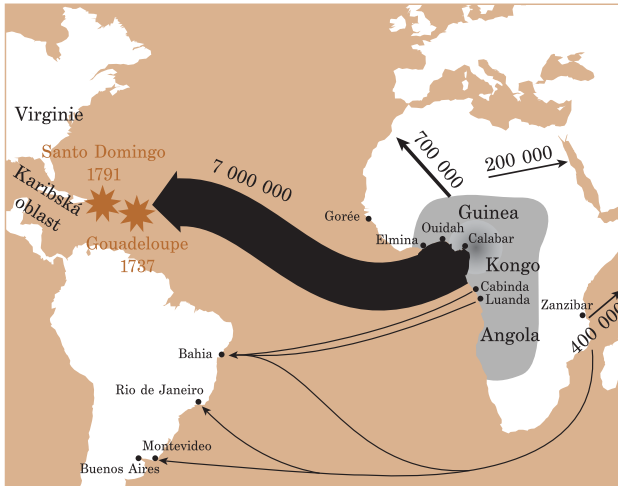 Virginie
Santo Domingo
1791
Karibská
oblast
Gouadeloupe
1737
7 000 000
700 000
200 000
Gorée
Guinea
Ouidah
Elmina
Calabar
Kongo
Cabinda
Luanda
Zanzibar
400 000
Angola
Bahia
Rio de Janeiro
Montevideo
Buenos Aires